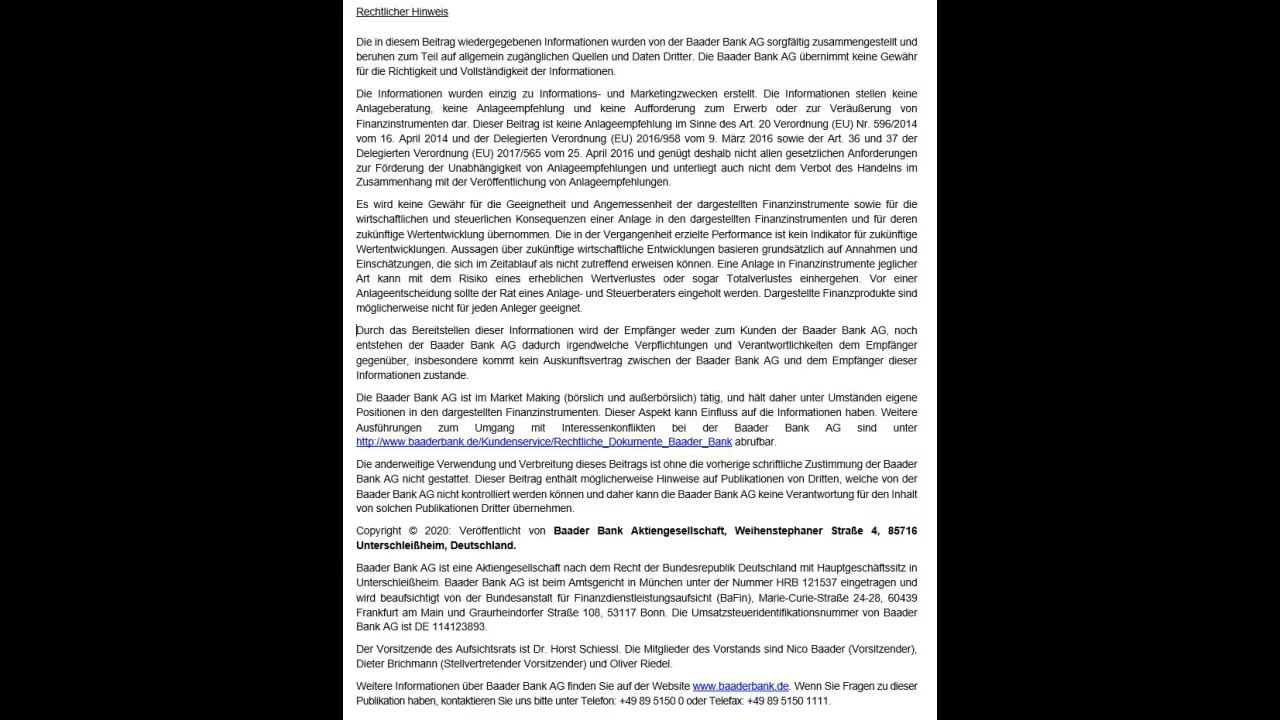 Rechtlicher Hinweis
Die in diesem Beitrag wiedergegebenen Informationen wurden von der Baader Bank AG sorgfältig zusammengestellt und
beruhen zum Teil auf allgemein zugänglichen Quellen und Daten Dritter. Die Baader Bank AG übernimmt keine Gewähr
für die Richtigkeit und Vollständigkeit der Informationen.
Die Informationen wurden einzig zu Informations- und Marketingzwecken erstellt. Die Informationen stellen keine
Anlageberatung, keine Anlageempfehlung und keine Aufforderung zum Erwerb oder zur Veräußerung von
Finanzinstrumenten dar. Dieser Beitrag ist keine Anlageempfehlung im Sinne des Art. 20 Verordnung (EU) Nr. 596/2014
vom 16. April 2014 und der Delegierten Verordnung (EU) 2016/958 vom 9. März 2016 sowie der Art. 36 und 37 der
Delegierten Verordnung (EU) 2017/565 vom 25. April 2016 und genügt deshalb nicht allen gesetzlichen Anforderungen
zur Förderung der Unabhängigkeit von Anlageempfehlungen und unterliegt auch nicht dem Verbot des Handelns im
Zusammenhang mit der Veröffentlichung von Anlageempfehlungen.
Es wird keine Gewähr für die Geeignetheit und Angemessenheit der dargestellten Finanzinstrumente sowie für die
wirtschaftlichen und steuerlichen Konsequenzen einer Anlage in den dargestellten Finanzinstrumenten und für deren
zukünftige Wertentwicklung übernommen. Die in der Vergangenheit erzielte Performance ist kein Indikator für zukünftige
Wertentwicklungen. Aussagen über zukünftige wirtschaftliche Entwicklungen basieren grundsätzlich auf Annahmen und
Einschätzungen, die sich im Zeitablauf als nicht zutreffend erweisen können. Eine Anlage in Finanzinstrumente jeglicher
Art kann mit dem Risiko eines erheblichen Wertverlustes oder sogar Totalverlustes einhergehen. Vor einer
Anlageentscheidung sollte der Rat eines Anlage- und Steuerberaters eingeholt werden. Dargestellte Finanzprodukte sind
möglicherweise nicht für jeden Anleger geeignet.
Durch das Bereitstellen dieser Informationen wird der Empfänger weder zum Kunden der Baader Bank AG, noch
entstehen der Baader Bank AG dadurch irgendwelche Verpflichtungen und Verantwortlichkeiten dem Empfänger
gegenüber, insbesondere kommt kein Auskunftsvertrag zwischen der Baader Bank AG und dem Empfänger dieser
Informationen zustande.
Die Baader Bank AG ist im Market Making (börslich und außerbörslich) tätig, und hält daher unter Umständen eigene
Positionen in den dargestellten Finanzinstrumenten. Dieser Aspekt kann Einfluss auf die Informationen haben. Weitere
Ausführungen zum Umgang mit Interessenkonflikten bei der Baader Bank AG sind unter
http://www.baaderbank.de/Kundenservice/Rechtliche_Dokumente_Baader_Bank abrufbar.
Die anderweitige Verwendung und Verbreitung dieses Beitrags ist ohne die vorherige schriftliche Zustimmung der Baader
Bank AG nicht gestattet. Dieser Beitrag enthält möglicherweise Hinweise auf Publikationen von Dritten, welche von der
Baader Bank AG nicht kontrolliert werden können und daher kann die Baader Bank AG keine Verantwortung für den Inhalt
von solchen Publikationen Dritter übernehmen.
Copyright © 2020: Veröffentlicht von Baader Bank Aktiengesellschaft, Weihenstephaner Straße 4, 85716
Unterschleißheim, Deutschland.
Baader Bank AG ist eine Aktiengesellschaft nach dem Recht der Bundesrepublik Deutschland mit Hauptgeschäftssitz in
Unterschleißheim. Baader Bank AG ist beim Amtsgericht in München unter der Nummer HRB 121537 eingetragen und
wird beaufsichtigt von der Bundesanstalt für Finanzdienstleistungsaufsicht (BaFin), Marie-Curie-Straße 24-28, 60439
Frankfurt am Main und Graurheindorfer Straße 108, 53117 Bonn. Die Umsatzsteueridentifikationsnummer von Baader
Bank AG ist DE 114123893.
Der Vorsitzende des Aufsichtsrats ist Dr. Horst Schiessl. Die Mitglieder des Vorstands sind Nico Baader (Vorsitzender),
Dieter Brichmann (Stellvertretender Vorsitzender) und Oliver Riedel.
Weitere Informationen über Baader Bank AG finden Sie auf der Website www.baaderbank.de. Wenn Sie Fragen zu dieser
Publikation haben, kontaktieren Sie uns bitte unter Telefon: +49 89 5150 0 oder Telefax: +49 89 5150 1111.